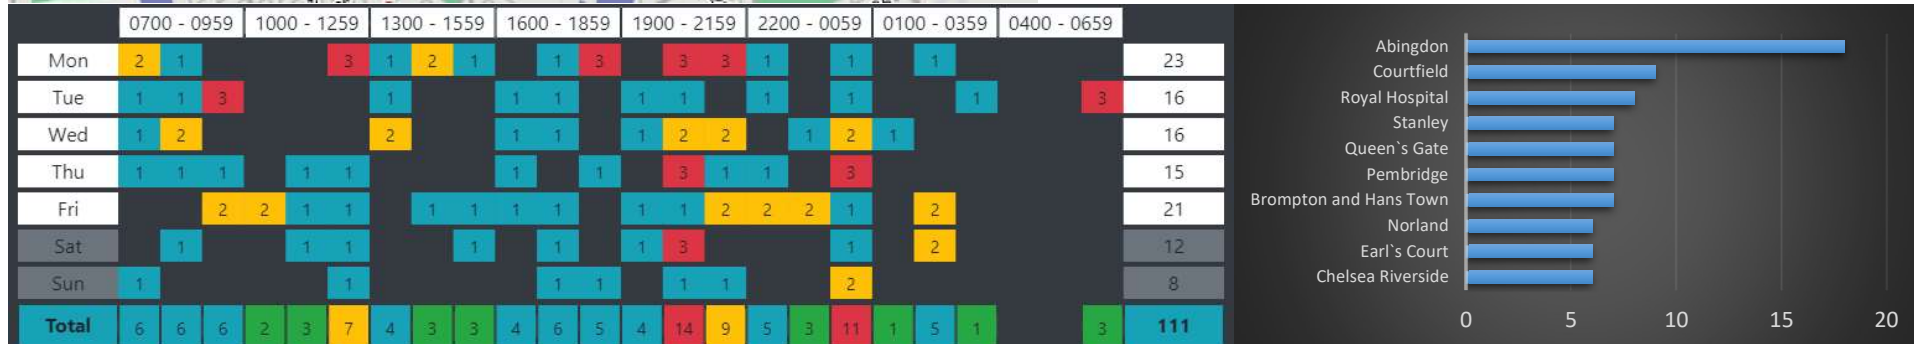 0700 - 0959 1000 - 1259 1300 - 1559 1600 - 1859 1900 - 2159 2200 - 0059 0100 - 0359 0400 - 0659
Mon 2 1 3 1 2 1 1 3 3 3 1 1 1 23
Tue 1 1 3 1 1 1 1 1 1 1 1 3 16
Wed 1 2 2 1 1 1 2 2 1 2 1 16
Thu 1 1 1 1 1 1 1 3 1 1 3 15
Fri 2 2 1 1 1 1 1 1 1 1 2 2 2 1 2 21
Sat 1 1 1 1 1 1 3 1 2 12
Sun 1 1 1 1 1 1 2 8
Total 6 6 6 2 3 7 4 3 3 4 6 5 4 14 9 5 3 11 1 5 1 3 111
Abingdon
Courtfield
Royal Hospital
Stanley
Queen`s Gate
Pembridge
Brompton and Hans Town
Norland
Earl`s Court
Chelsea Riverside
0 5 10 15 20